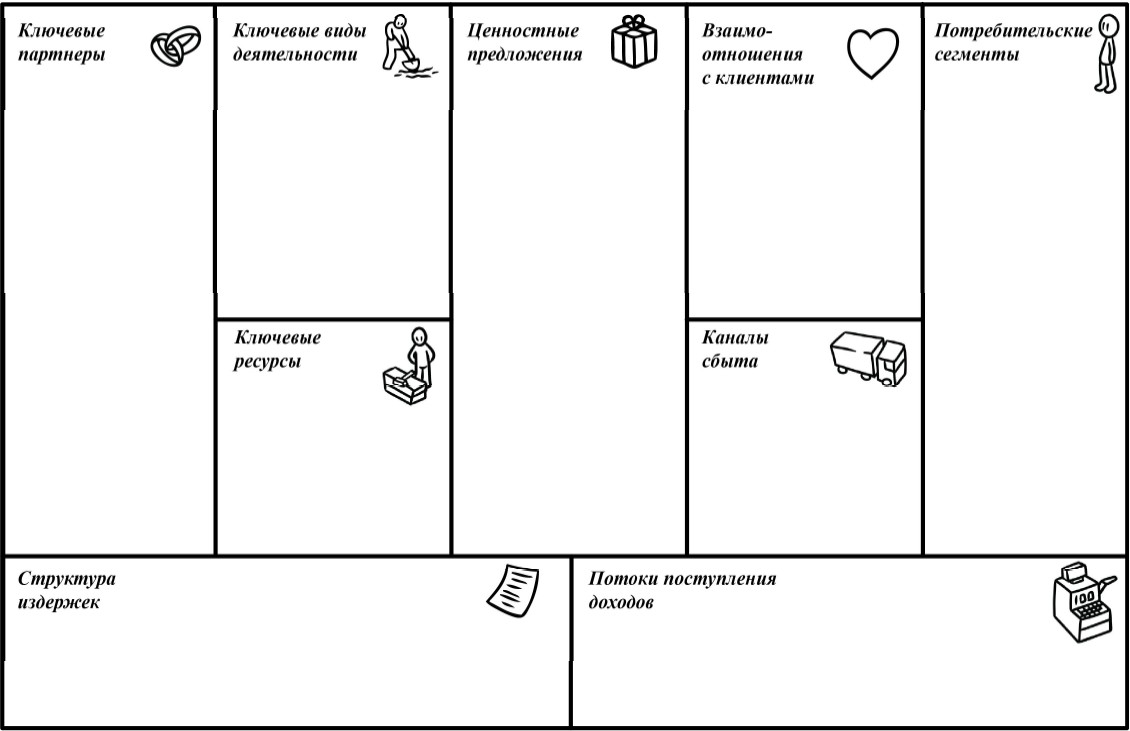 Ключевые
партнеры
Ключевые виды
деятельности
Ценностные
предложения
Взаимо-
отношения
с клиентами
Потребительские
сегменты
Ключевые
ресурсы
Каналы
сбыта
Структура
издержек
Потоки поступления
доходов
100